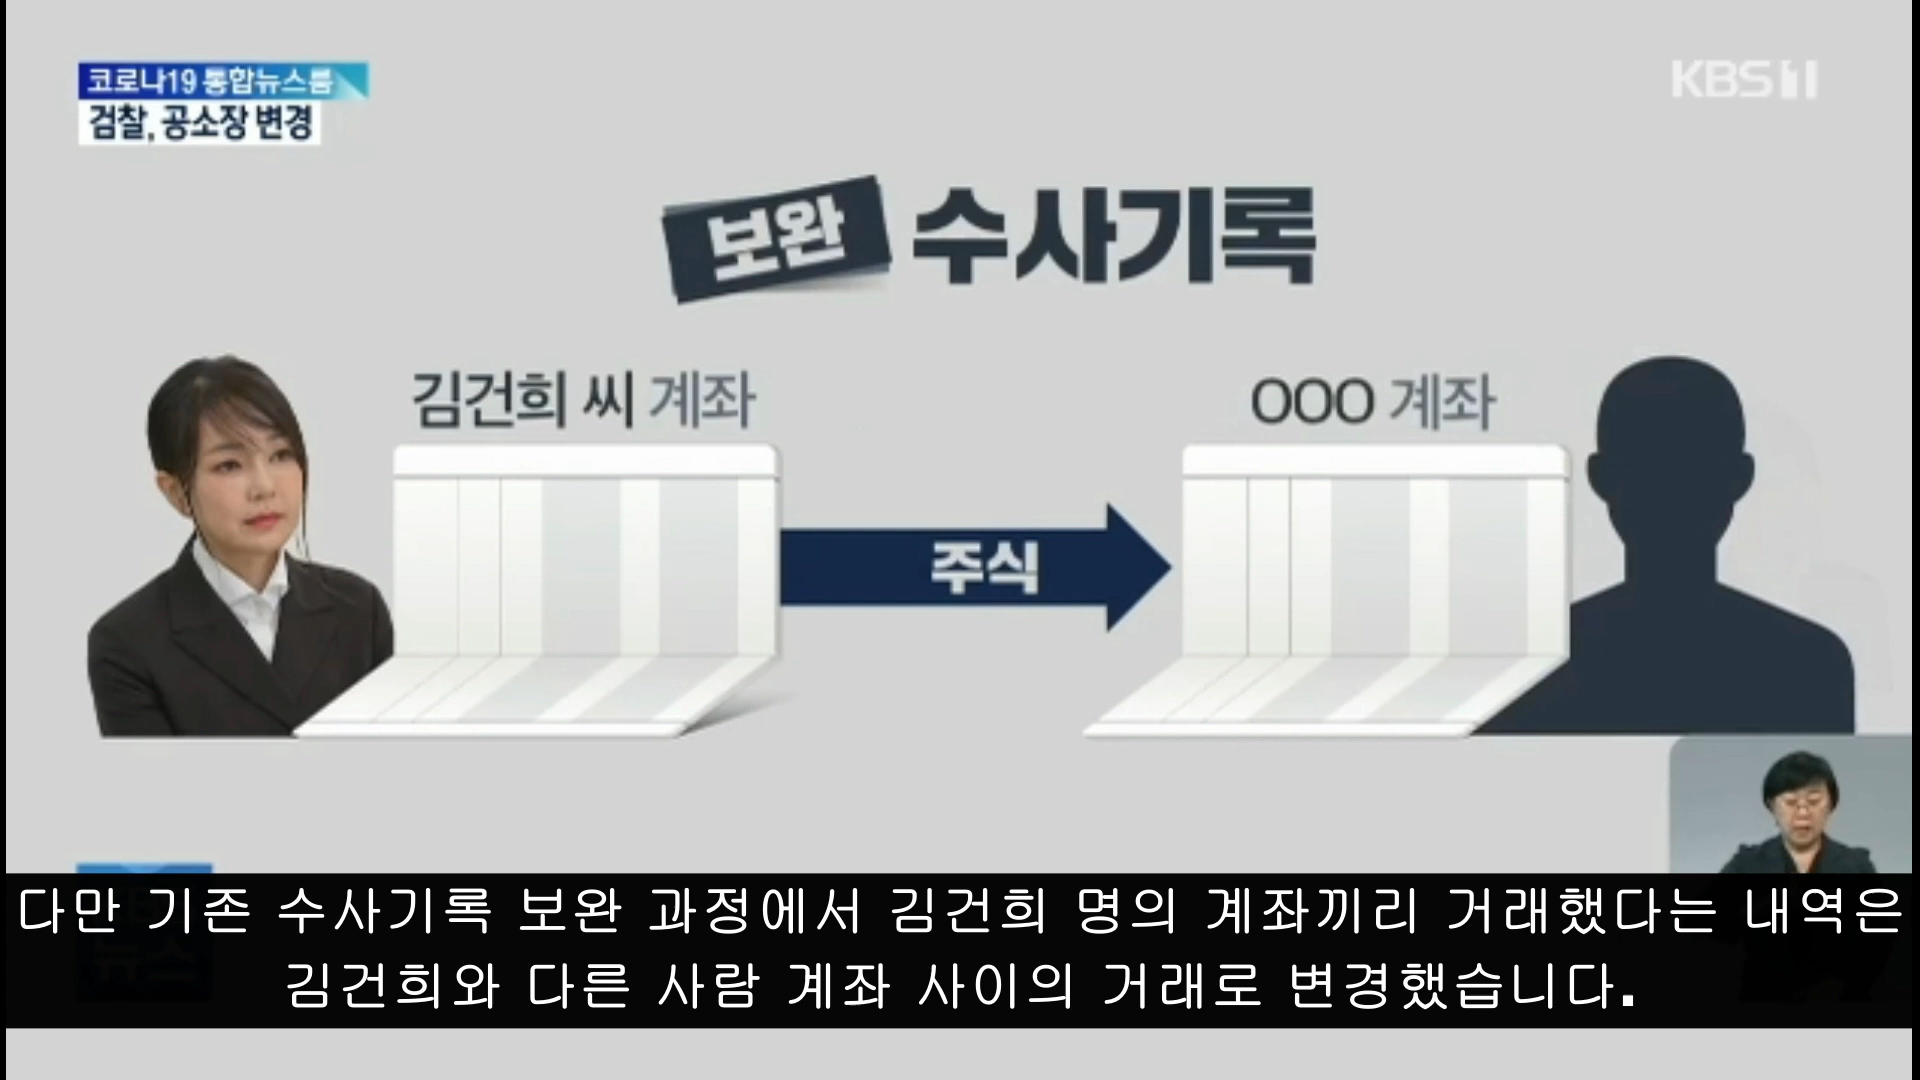 코로나19 통합뉴스룸
KBS 1
검찰, 공소장 변경
보완 수사기록
김건희 씨 계좌
OOO 계좌
주식
다만 기존 수사기록 보완 과정에서 김건희 명의 계좌끼리 거래했다는 내역은
김건희와 다른 사람 계좌 사이의 거래로 변경했습니다.
뉴스